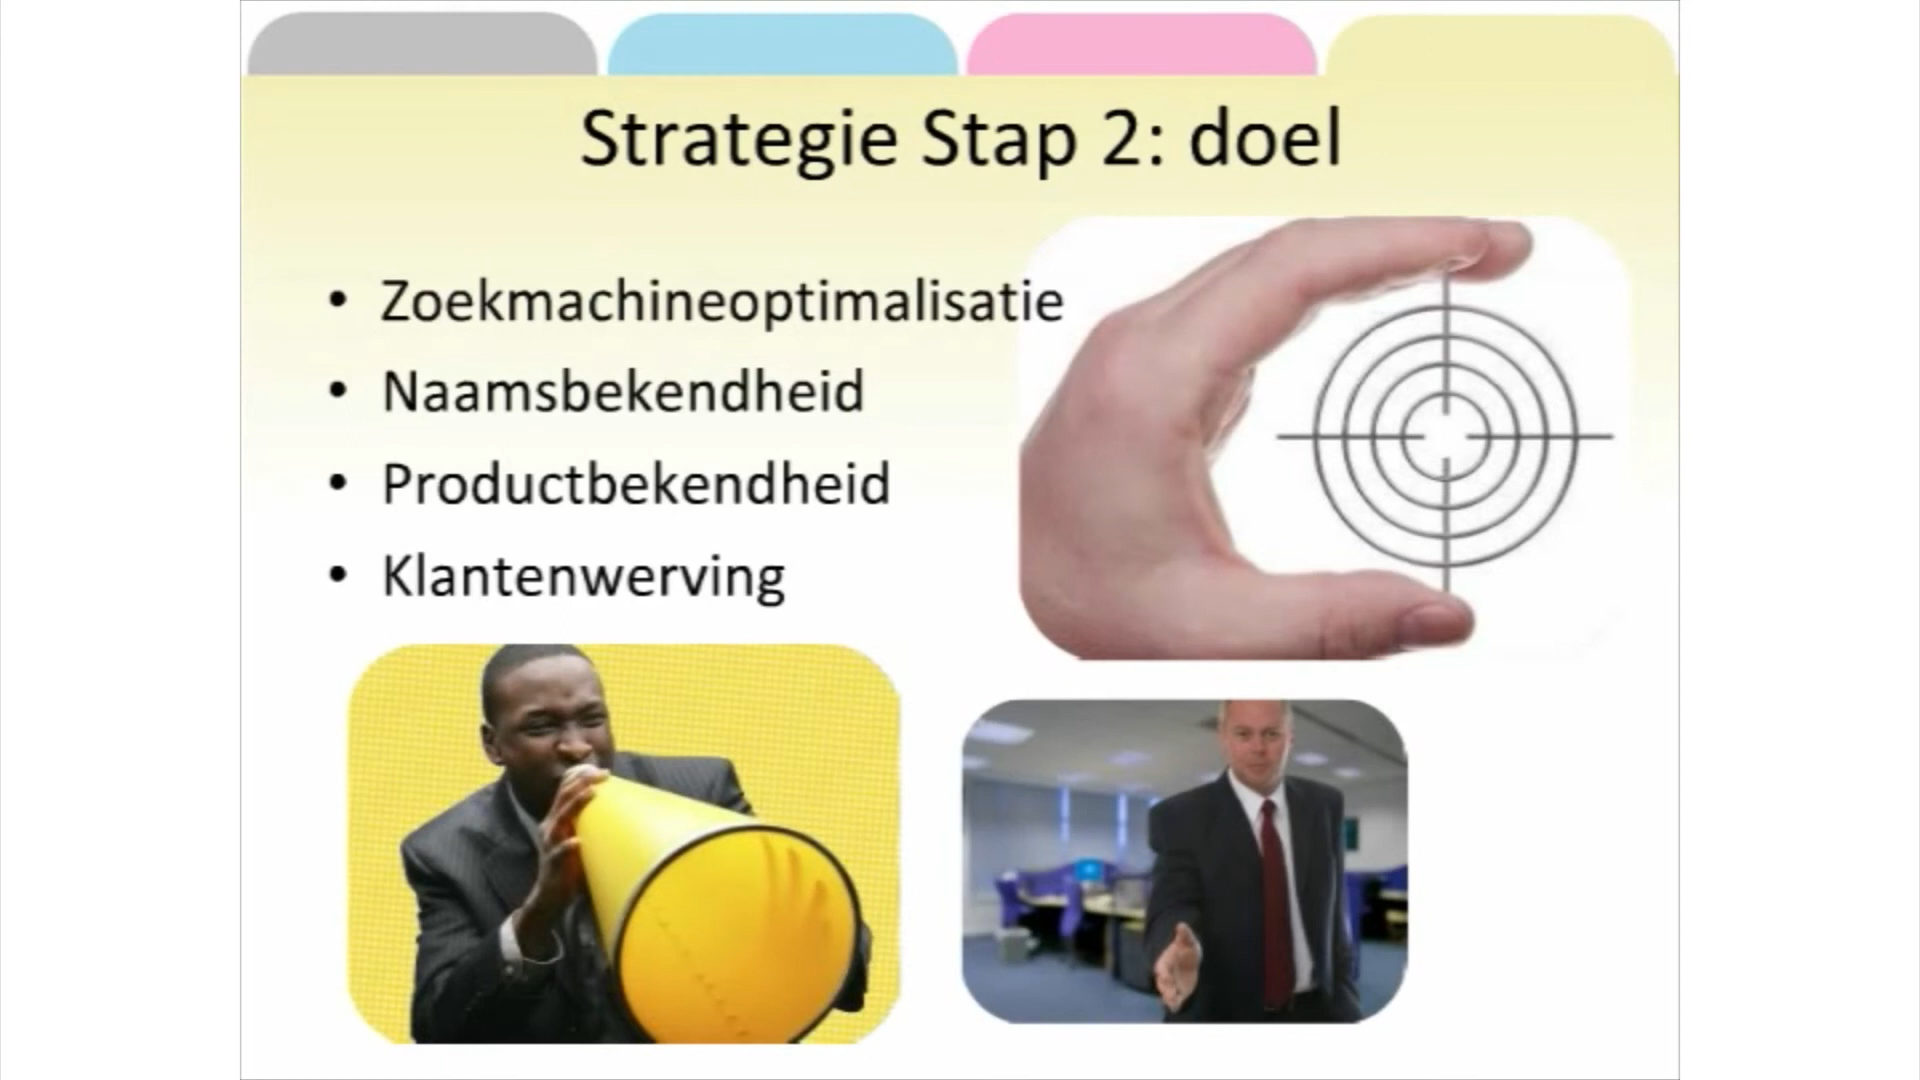 Strategie Stap 2: doel
• Zoekmachineoptimalisatie
• Naamsbekendheid
• Productbekendheid
• Klantenwerving